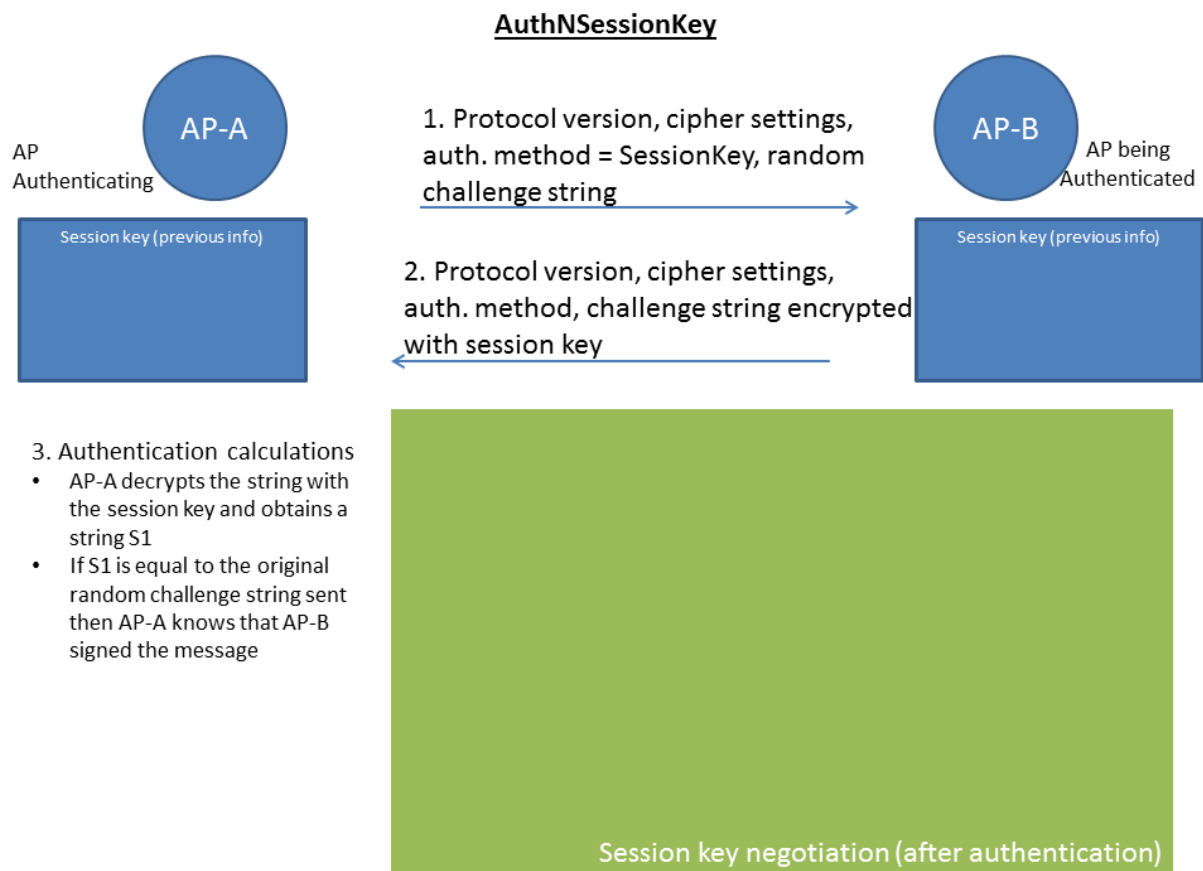 AuthNSessionKey
AP-A
AP
Authenticating
1. Protocol version, cipher settings,
auth. method = SessionKey, random
challenge string
AP-B
AP being
Authenticated
Session key (previous info)
2. Protocol version, cipher settings,
auth. method, challenge string encrypted
with session key
Session key (previous info)
3. Authentication calculations
• AP-A decrypts the string with
the session key and obtains a
string S1
• If S1 is equal to the original
random challenge string sent
then AP-A knows that AP-B
signed the message
Session key negotiation (after authentication)